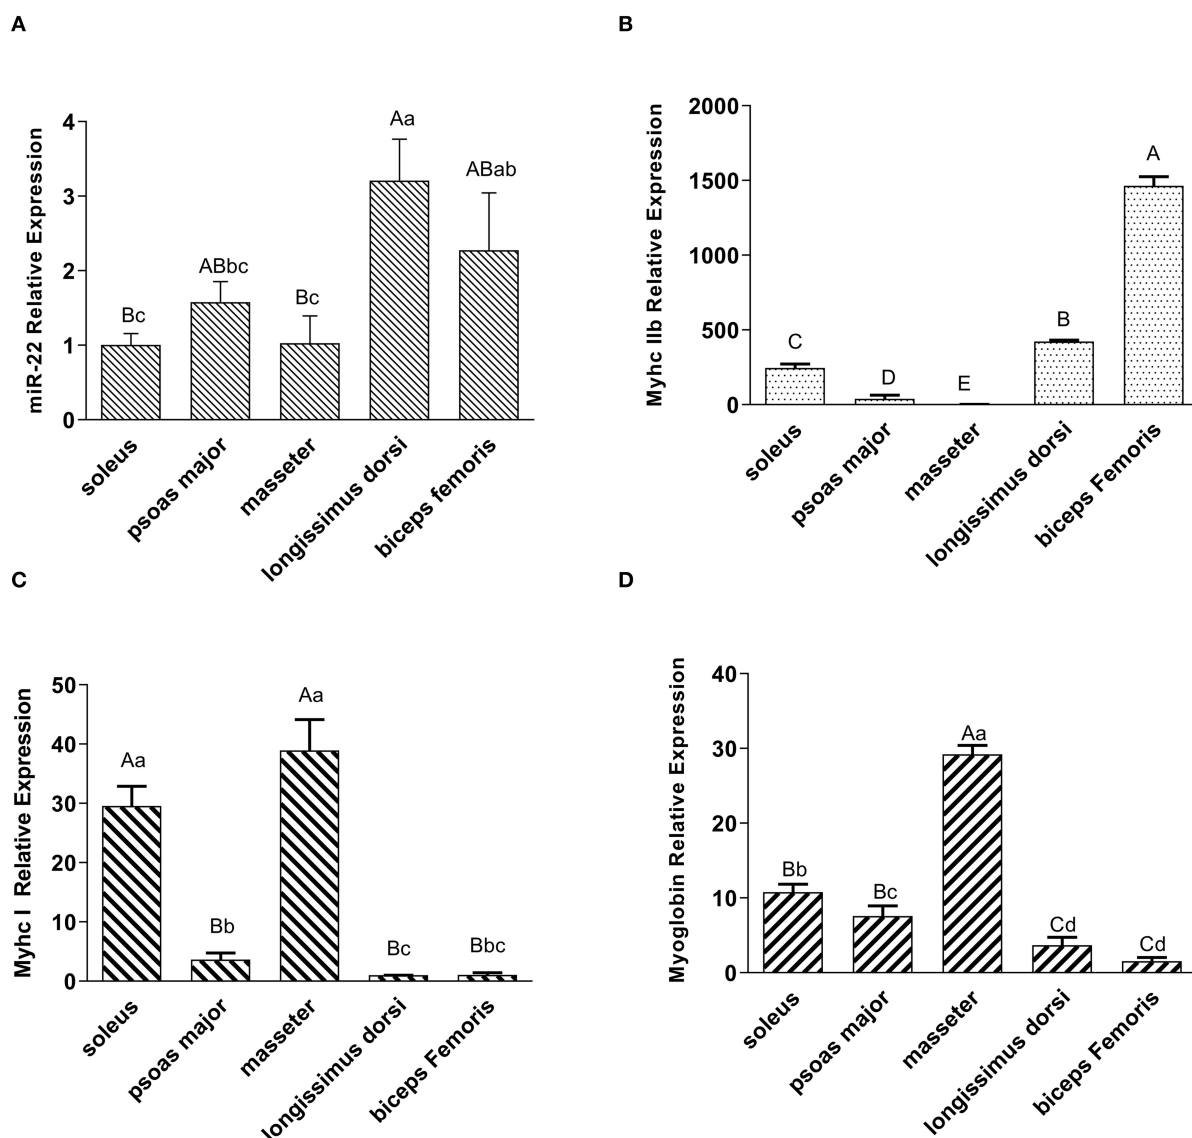 A
miR-22 Relative Expression
4
3
2
1
0
Bc
ABbc
Bc
Aa
ABab
soleus
psoas major
masseter
longissimus dorsi
biceps femoris
B
Myhc IIb Relative Expression
2000
1500
1000
500
0
C
D
E
B
A
soleus
psoas major
masseter
longissimus dorsi
biceps Femoris
C
Myhc I Relative Expression
50
40
30
20
10
0
Aa
Bb
Aa
Bc
Bbc
soleus
psoas major
masseter
longissimus dorsi
biceps Femoris
D
Myoglobin Relative Expression
40
30
20
10
0
Bb
Bc
Aa
Cd
Cd
soleus
psoas major
masseter
longissimus dorsi
biceps Femoris